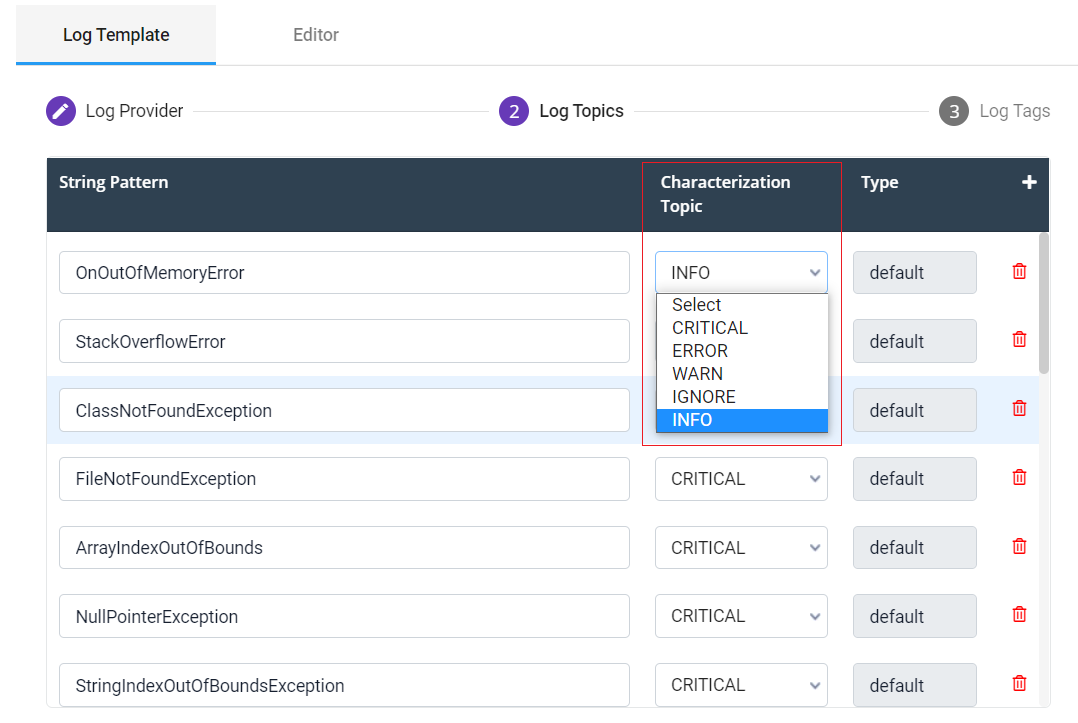 Log Template
Editor
Log Provider
2
Log Topics
3
Log Tags
String Pattern
Characterization
Topic
Type
OnOutOfMemoryError
INFO
default
Select
CRITICAL
ERROR
WARN
IGNORE
INFO
StackOverflowError
default
ClassNotFoundException
default
FileNotFoundException
CRITICAL
default
ArrayIndexOutOfBounds
CRITICAL
default
NullPointerException
CRITICAL
default
StringIndexOutOfBoundsException
CRITICAL
default